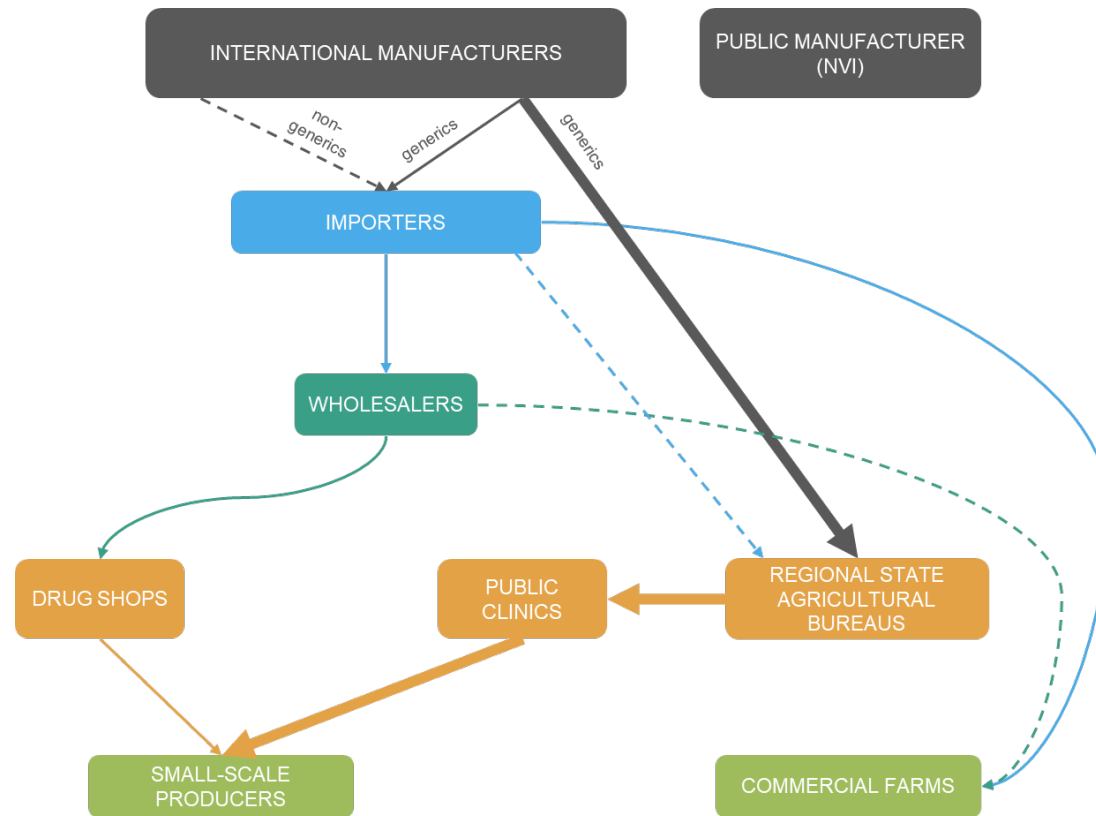 INTERNATIONAL MANUFACTURERS
PUBLIC MANUFACTURER
(NVI)
non-
generics
generics
generics
IMPORTERS
WHOLESALERS
DRUG SHOPS
PUBLIC
CLINICS
REGIONAL STATE
AGRICULTURAL
BUREAUS
SMALL-SCALE
PRODUCERS
COMMERCIAL FARMS